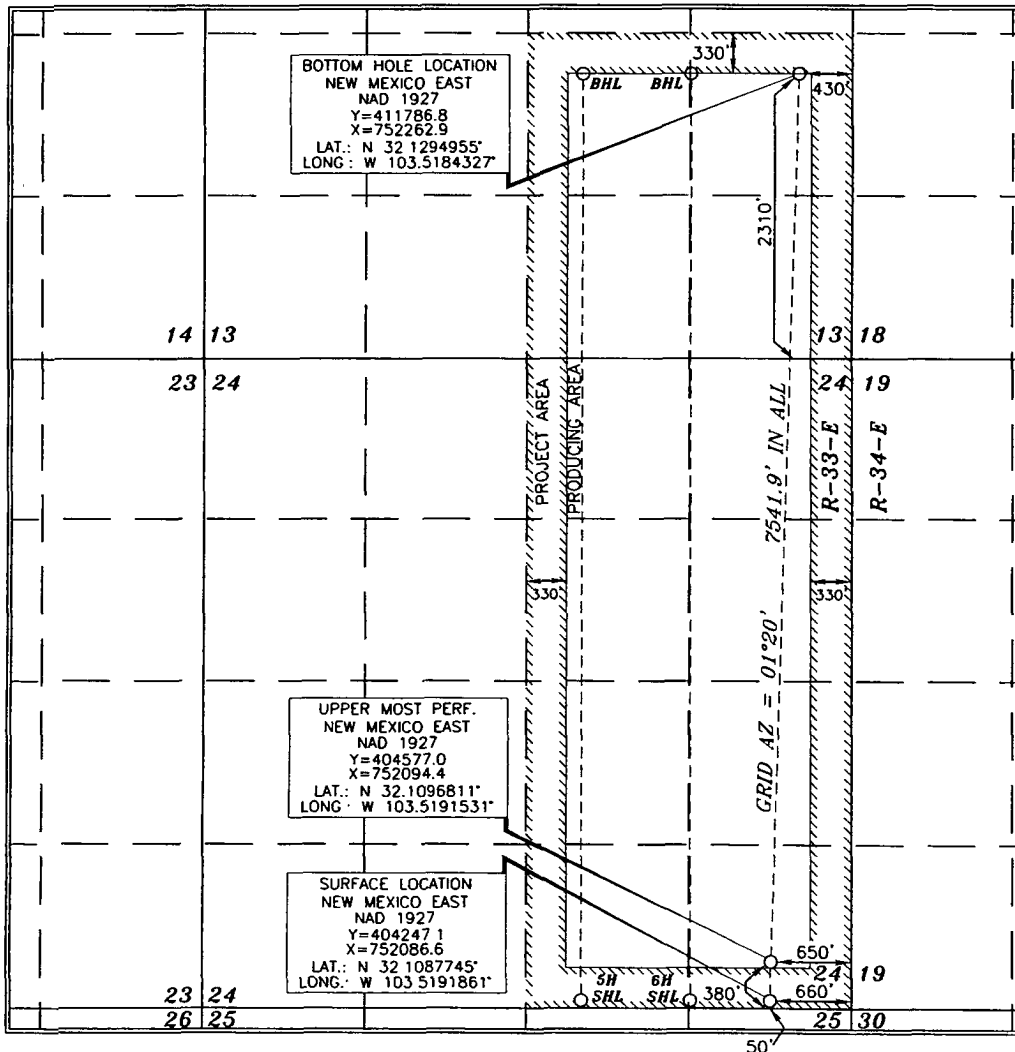 330'
BOTTOM HOLE LOCATION
NEW MEXICO EAST
NAD 1927
Y=411786.8
X=752262.9
LAT.: N 32.1294955°
LONG: W 103.5184327°
BHL
BHL
430'
2310'
14 13
13 18
23 24
24 19
PROJECT AREA
PRODUCING AREA
GRID AZ = 01°20' 7541.9' IN ALL
R-33-E
R-34-E
330'
330'
UPPER MOST PERF.
NEW MEXICO EAST
NAD 1927
Y=404577.0
X=752094.4
LAT.: N 32.1096811°
LONG: W 103.5191531°
SURFACE LOCATION
NEW MEXICO EAST
NAD 1927
Y=404247.1
X=752086.6
LAT.: N 32.1087745°
LONG.: W 103.5191861°
650'
5H
SHL
6H
SHL
380'
660'
24 19
23 24
26 25
25 30
50'